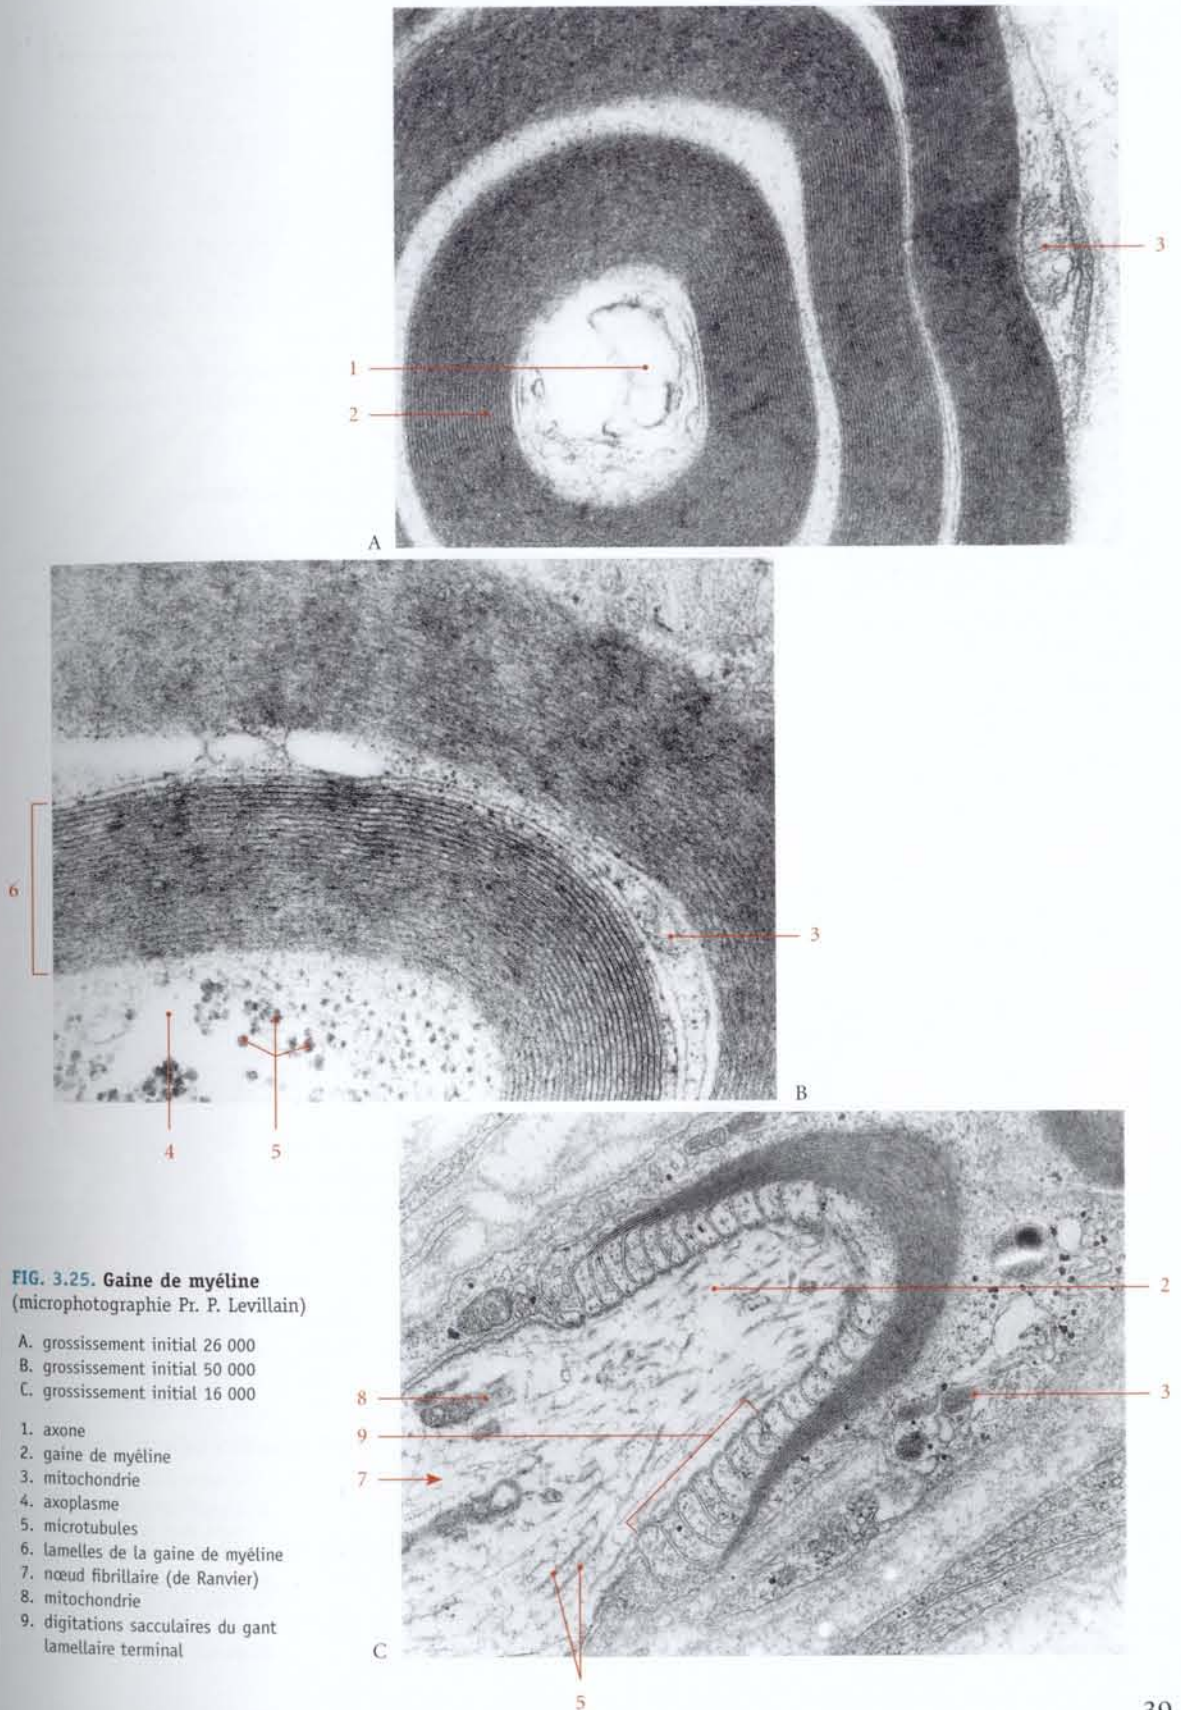 3
1
2
A
6
3
B
4
5
FIG. 3.25. Gaine de myéline
(microphotographie Pr. P. Levillain)
A. grossissement initial 26 000
B. grossissement initial 50 000
C. grossissement initial 16 000
1. axone
2. gaine de myéline
3. mitochondrie
4. axoplasme
5. microtubules
6. lamelles de la gaine de myéline
7. nœud fibrillaire (de Ranvier)
8. mitochondrie
9. digitations sacculaires du gant
lamellaire terminal
2
8
3
9
7
C
5